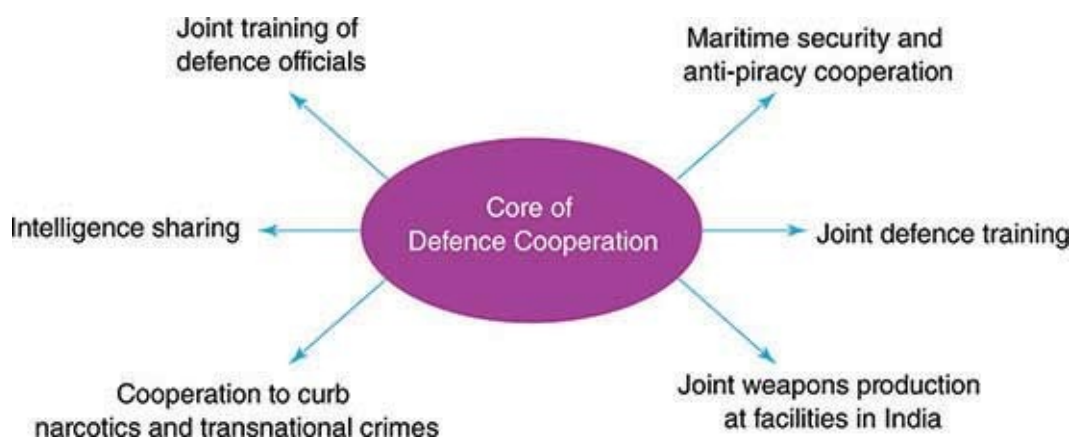 Joint training of
defence officials
Maritime security and
anti-piracy cooperation
Core of
Defence Cooperation
Intelligence sharing
Joint defence training
Cooperation to curb
narcotics and transnational crimes
Joint weapons production
at facilities in India